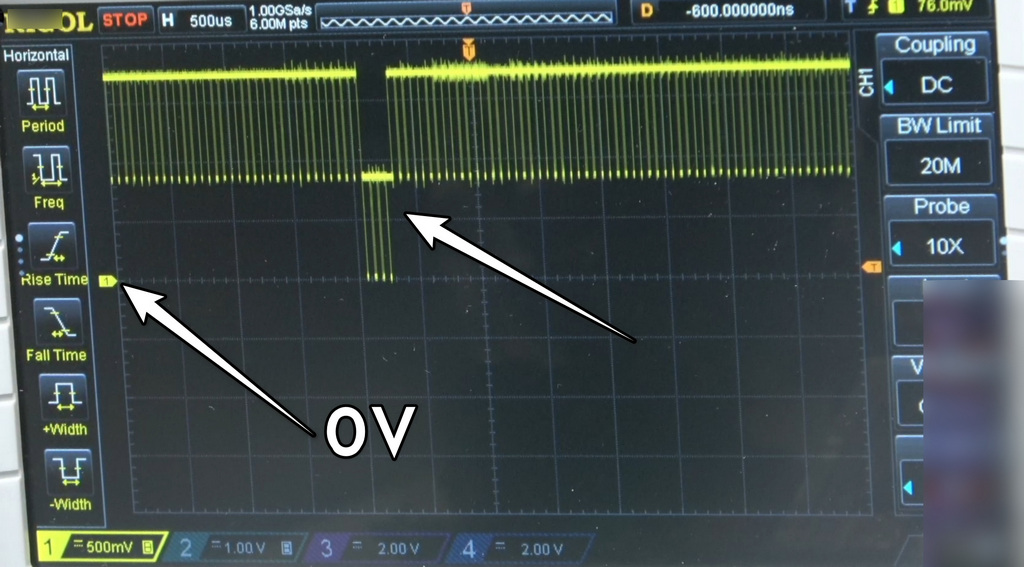 RIGOL STOP H 500us 1.00GSa/s 6.00M pts D -600.000000ns T 1 76.0mV
Horizontal
Period
Freq
Rise Time
Fall Time
+Width
-Width
T
1
0V
T
CH1
Coupling
DC
BW Limit
20M
Probe
10X
1 500mV B 2 1.00 V B 3 2.00 V 4 2.00 V